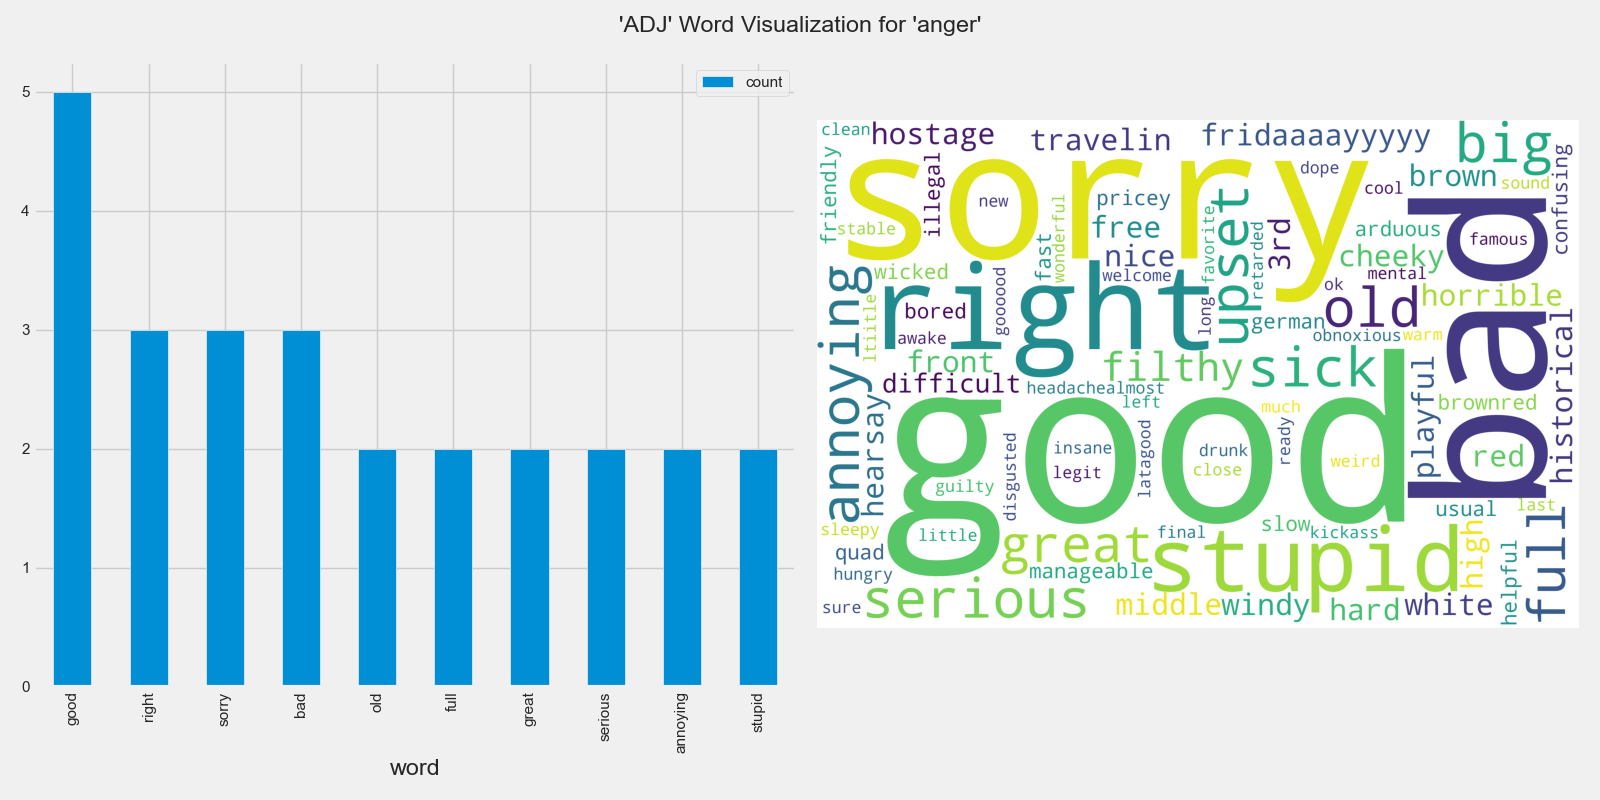 'ADJ' Word Visualization for 'anger'
count
5
4
3
2
1
0
good
right
sorry
bad
old
full
great
serious
annoying
stupid
word
clean
hostage
travelin
fridaaaayyyyy
big
friendly
illegal
sorry
new
dope
cool
brown
sound
confusing
stable
pricey
free
wonderful
favorite
upset
retarded
3rd
arduous
famous
bad
cheeky
wicked
fast
nice
welcome
mental
ok
horrible
annoying
ltiitle
bored
goooood
right
long
german
old
obnoxious
warm
historical
awake
front
filthy
sick
difficult
headachealmost
left
much
playful
brownred
hearsay
good
insane
legit
latagood
drunk
close
ready
weird
red
disgusted
guilty
little
sleepy
great
final
slow
kickass
usual
last
quad
hungry
manageable
stupid
high
helpful
full
sure
serious
middle
windy
hard
white